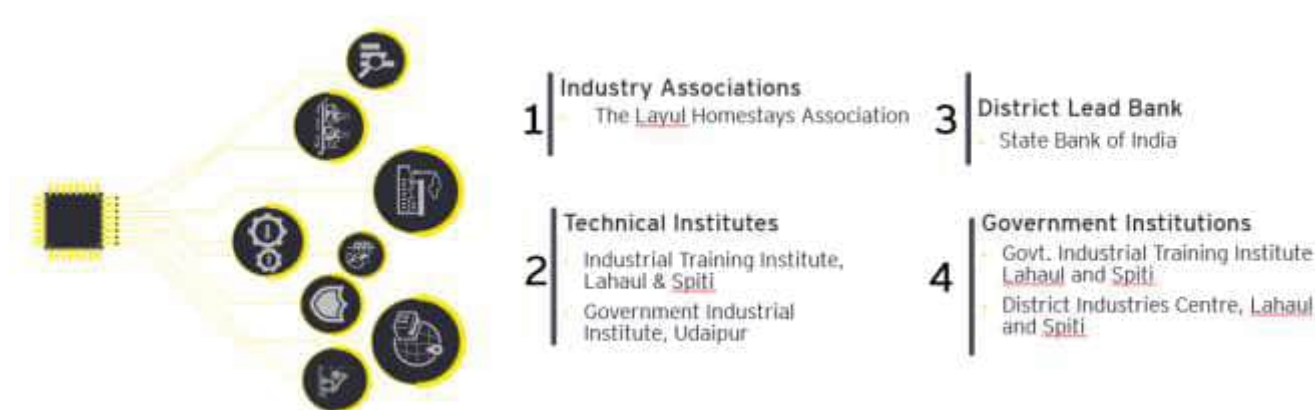 1
Industry Associations
The Layul Homestays Association
2
Technical Institutes
Industrial Training Institute,
Lahaul & Spiti
Government Industrial
Institute, Udaipur
3
District Lead Bank
State Bank of India
4
Government Institutions
Govt. Industrial Training Institute
Lahaul and Spiti
District Industries Centre, Lahaul
and Spiti